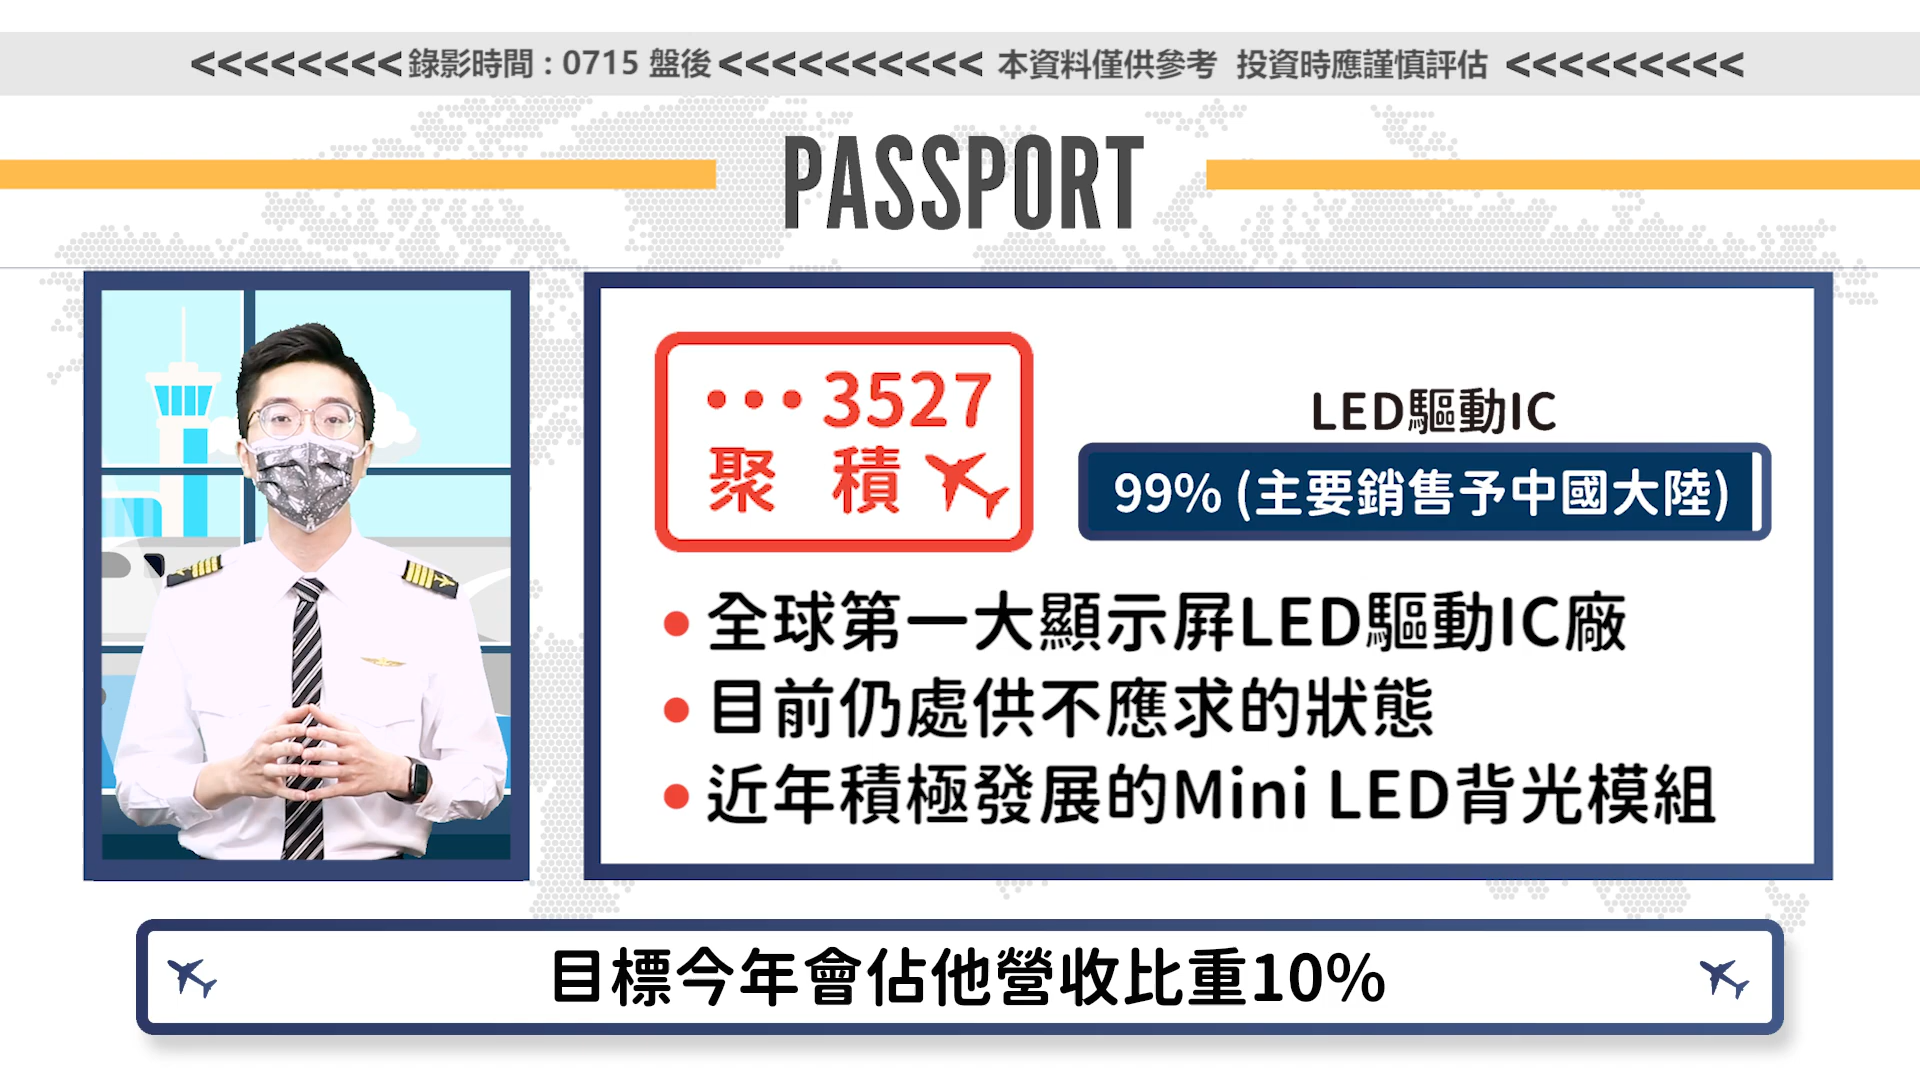 <<<<<<<<錄影時間：0715 盤後<<<<<<<<<< 本資料僅供參考 投資時應謹慎評估 <<<<<<<<<
PASSPORT
•••3527
聚積
LED驅動IC
99% (主要銷售予中國大陸)
• 全球第一大顯示屏LED驅動IC廠
• 目前仍處供不應求的狀態
• 近年積極發展的Mini LED背光模組
目標今年會佔他營收比重10%